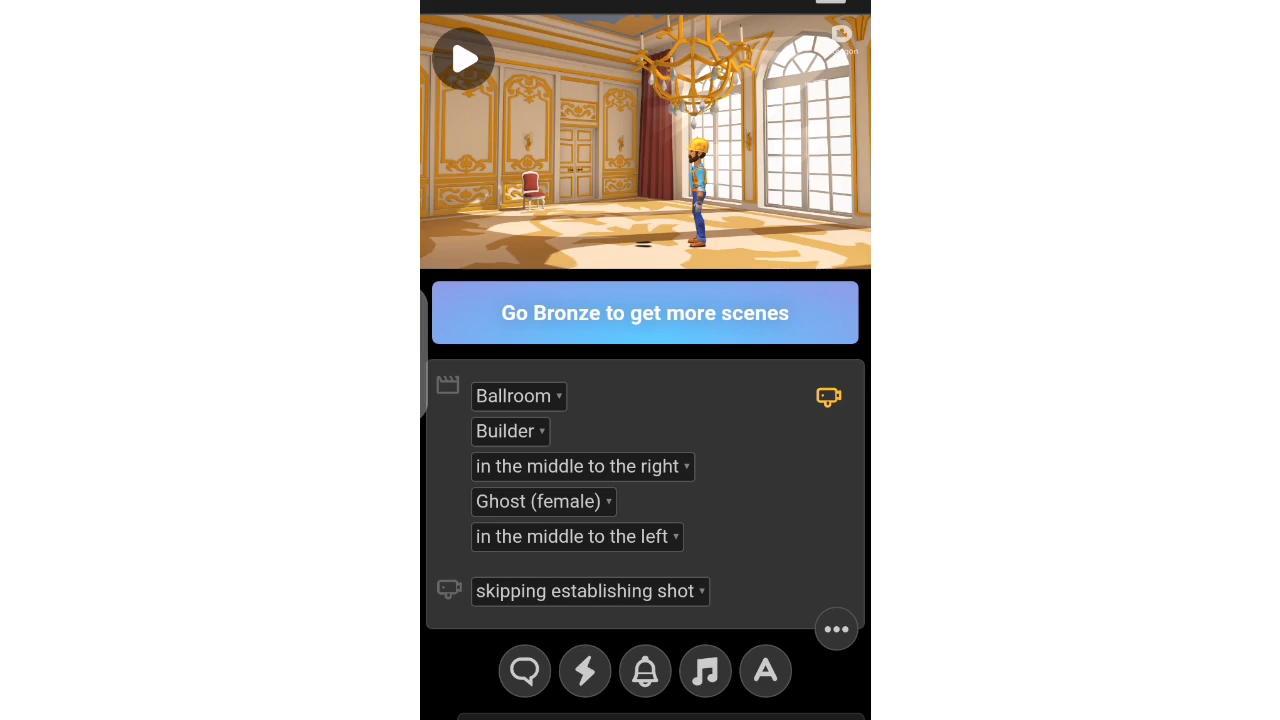 Go Bronze to get more scenes
Ballroom
Builder
in the middle to the right
Ghost (female)
in the middle to the left
skipping establishing shot